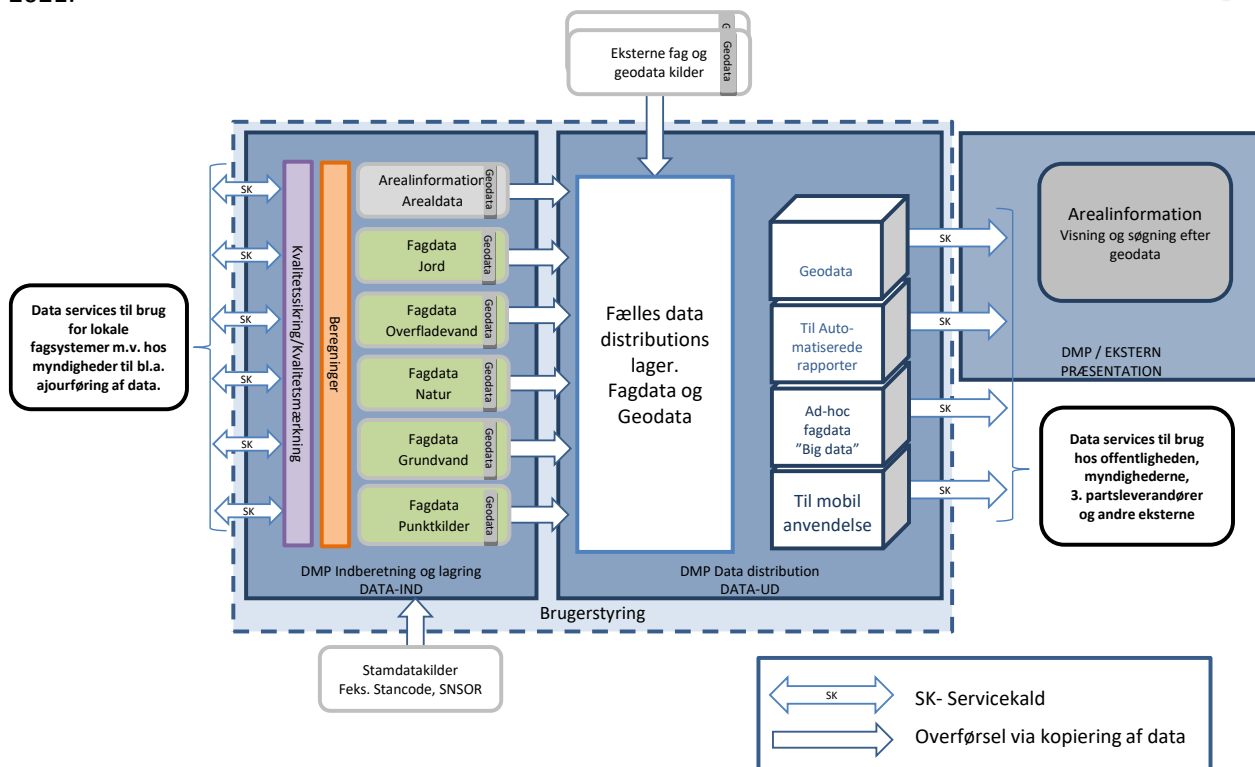 Eksterne fag og
geodata kilder
Geodata
Geodata
SK
SK
SK
SK
SK
SK
Data services til brug
for lokale
fagsystemer m.v. hos
myndigheder til bl.a.
ajourføring af data.
Kvalitetssikring/Kvalitetsmærkning
Beregninger
Arealinformation
Arealdata
Geodata
Fagdata
Jord
Geodata
Fagdata
Overfladevand
Geodata
Fagdata
Natur
Geodata
Fagdata
Grundvand
Geodata
Fagdata
Punktkilder
Geodata
DMP Indberetning og lagring
DATA-IND
Fælles data
distributions
lager.
Fagdata og
Geodata
Geodata
Til Auto-
matiserede
rapporter
Ad-hoc
fagdata
"Big data"
Til mobil
anvendelse
DMP Data distribution
DATA-UD
SK
SK
SK
SK
Arealinformation
Visning og søgning efter
geodata
DMP / EKSTERN
PRÆSENTATION
Data services til brug
hos offentligheden,
myndighederne,
3. partsleverandører
og andre eksterne
Brugerstyring
Stamdatakilder
Feks. Stancode, SNSOR
SK
SK- Servicekald
Overførsel via kopiering af data